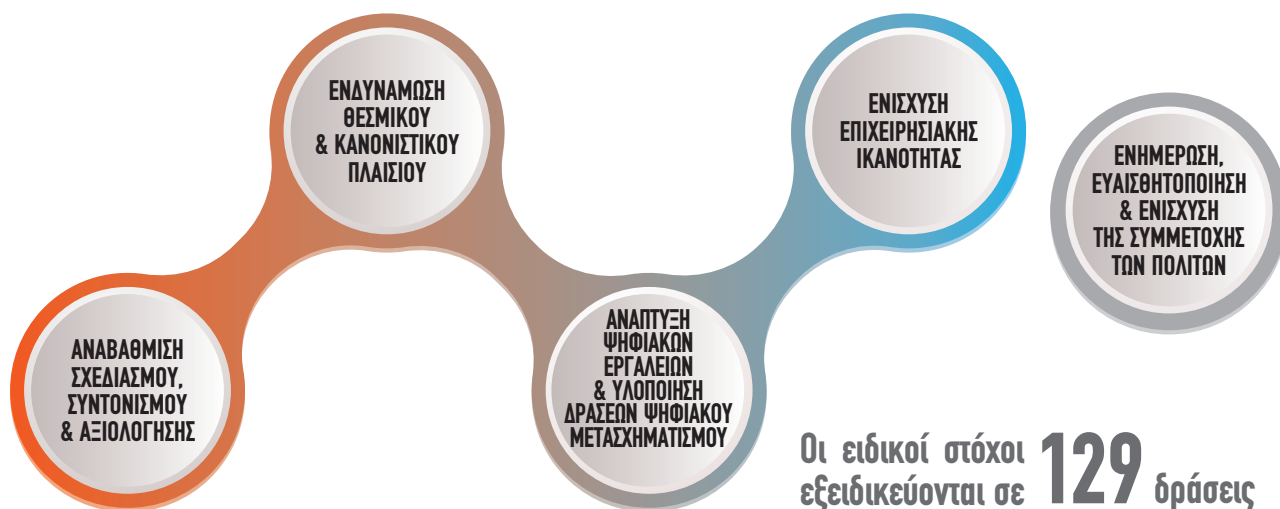 ΑΝΑΒΑΘΜΙΣΗ
ΣΧΕΔΙΑΣΜΟΥ,
ΣΥΝΤΟΝΙΣΜΟΥ
& ΑΞΙΟΛΟΓΗΣΗΣ
ΕΝΔΥΝΑΜΩΣΗ
ΘΕΣΜΙΚΟΥ
& ΚΑΝΟΝΙΣΤΙΚΟΥ
ΠΛΑΙΣΙΟΥ
ΑΝΑΠΤΥΞΗ
ΨΗΦΙΑΚΩΝ
ΕΡΓΑΛΕΙΩΝ
& ΥΛΟΠΟΙΗΣΗ
ΔΡΑΣΕΩΝ ΨΗΦΙΑΚΟΥ
ΜΕΤΑΣΧΗΜΑΤΙΣΜΟΥ
ΕΝΙΣΧΥΣΗ
ΕΠΙΧΕΙΡΗΣΙΑΚΗΣ
ΙΚΑΝΟΤΗΤΑΣ
ΕΝΗΜΕΡΩΣΗ,
ΕΥΑΙΣΘΗΤΟΠΟΙΗΣΗ
& ΕΝΙΣΧΥΣΗ
ΤΗΣ ΣΥΜΜΕΤΟΧΗΣ
ΤΩΝ ΠΟΛΙΤΩΝ
Οι ειδικοί στόχοι
εξειδικεύονται σε 129 δράσεις